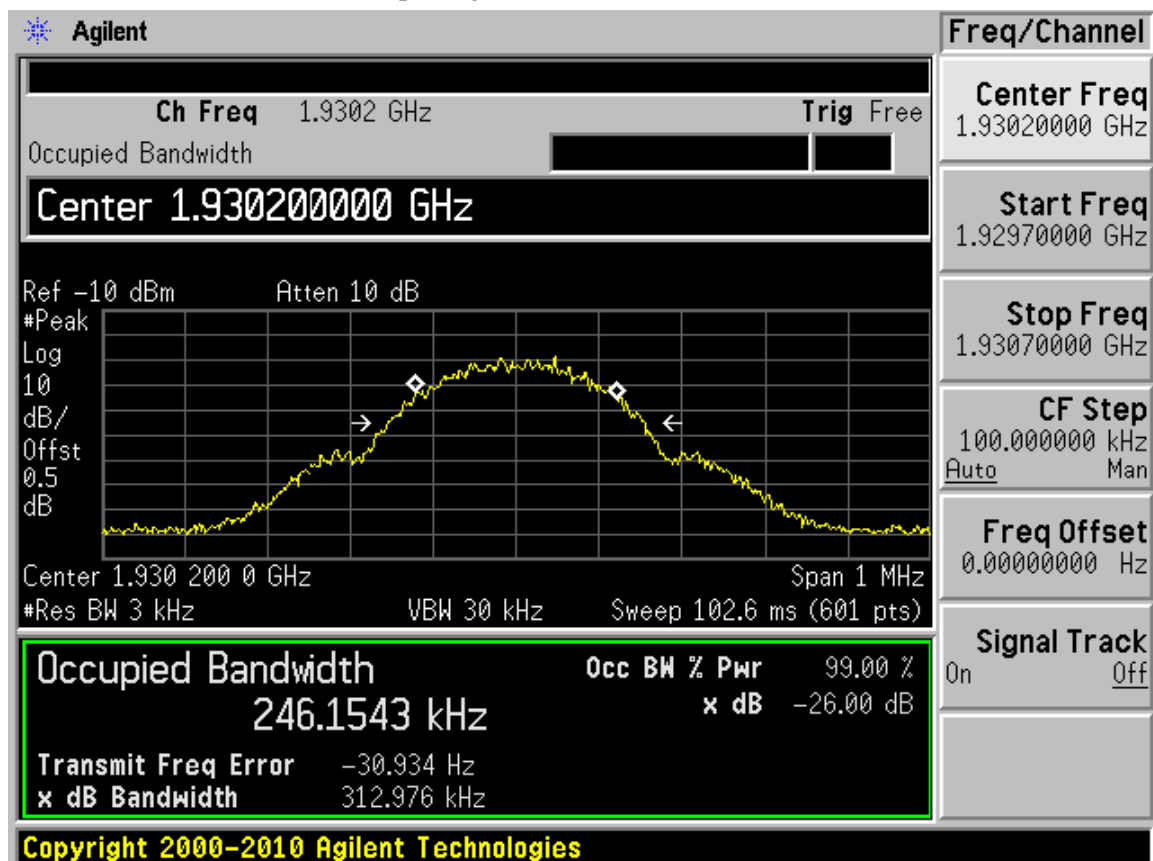 Agilent
Freq/Channel
Ch Freq 1.9302 GHz Trig Free
Occupied Bandwidth
Center 1.930200000 GHz
Ref –10 dBm Atten 10 dB
#Peak
Log
10
dB/
Offst
0.5
dB
Center 1.930 200 0 GHz Span 1 MHz
#Res BW 3 kHz VBW 30 kHz Sweep 102.6 ms (601 pts)
Occupied Bandwidth
246.1543 kHz
Occ BW % Pwr 99.00 %
x dB –26.00 dB
Transmit Freq Error –30.934 Hz
x dB Bandwidth 312.976 kHz
Center Freq
1.93020000 GHz
Start Freq
1.92970000 GHz
Stop Freq
1.93070000 GHz
CF Step
100.000000 kHz
Auto Man
Freq Offset
0.00000000 Hz
Signal Track
On Off
Copyright 2000–2010 Agilent Technologies